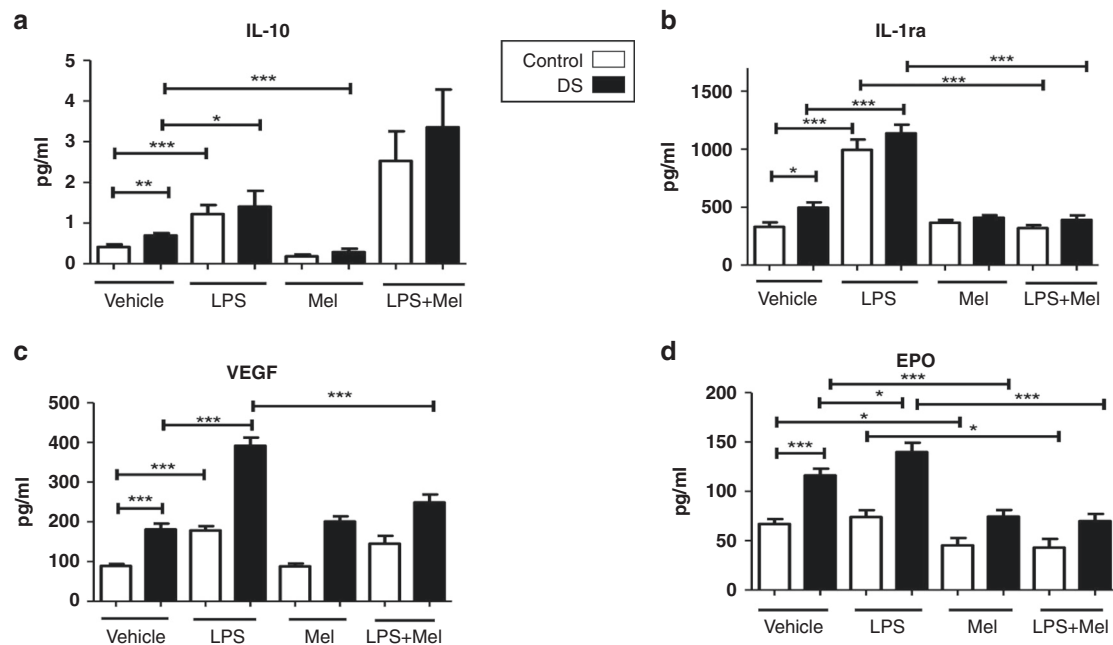 a
IL-10
5
4
3
2
1
0
pg/ml
***
*
***
**
Vehicle
LPS
Mel
LPS+Mel
Control
DS
b
IL-1ra
1500
1000
500
0
pg/ml
***
***
***
***
*
Vehicle
LPS
Mel
LPS+Mel
c
VEGF
500
400
300
200
100
0
pg/ml
***
***
***
***
Vehicle
LPS
Mel
LPS+Mel
d
EPO
200
150
100
50
0
pg/ml
***
*
***
*
*
***
Vehicle
LPS
Mel
LPS+Mel